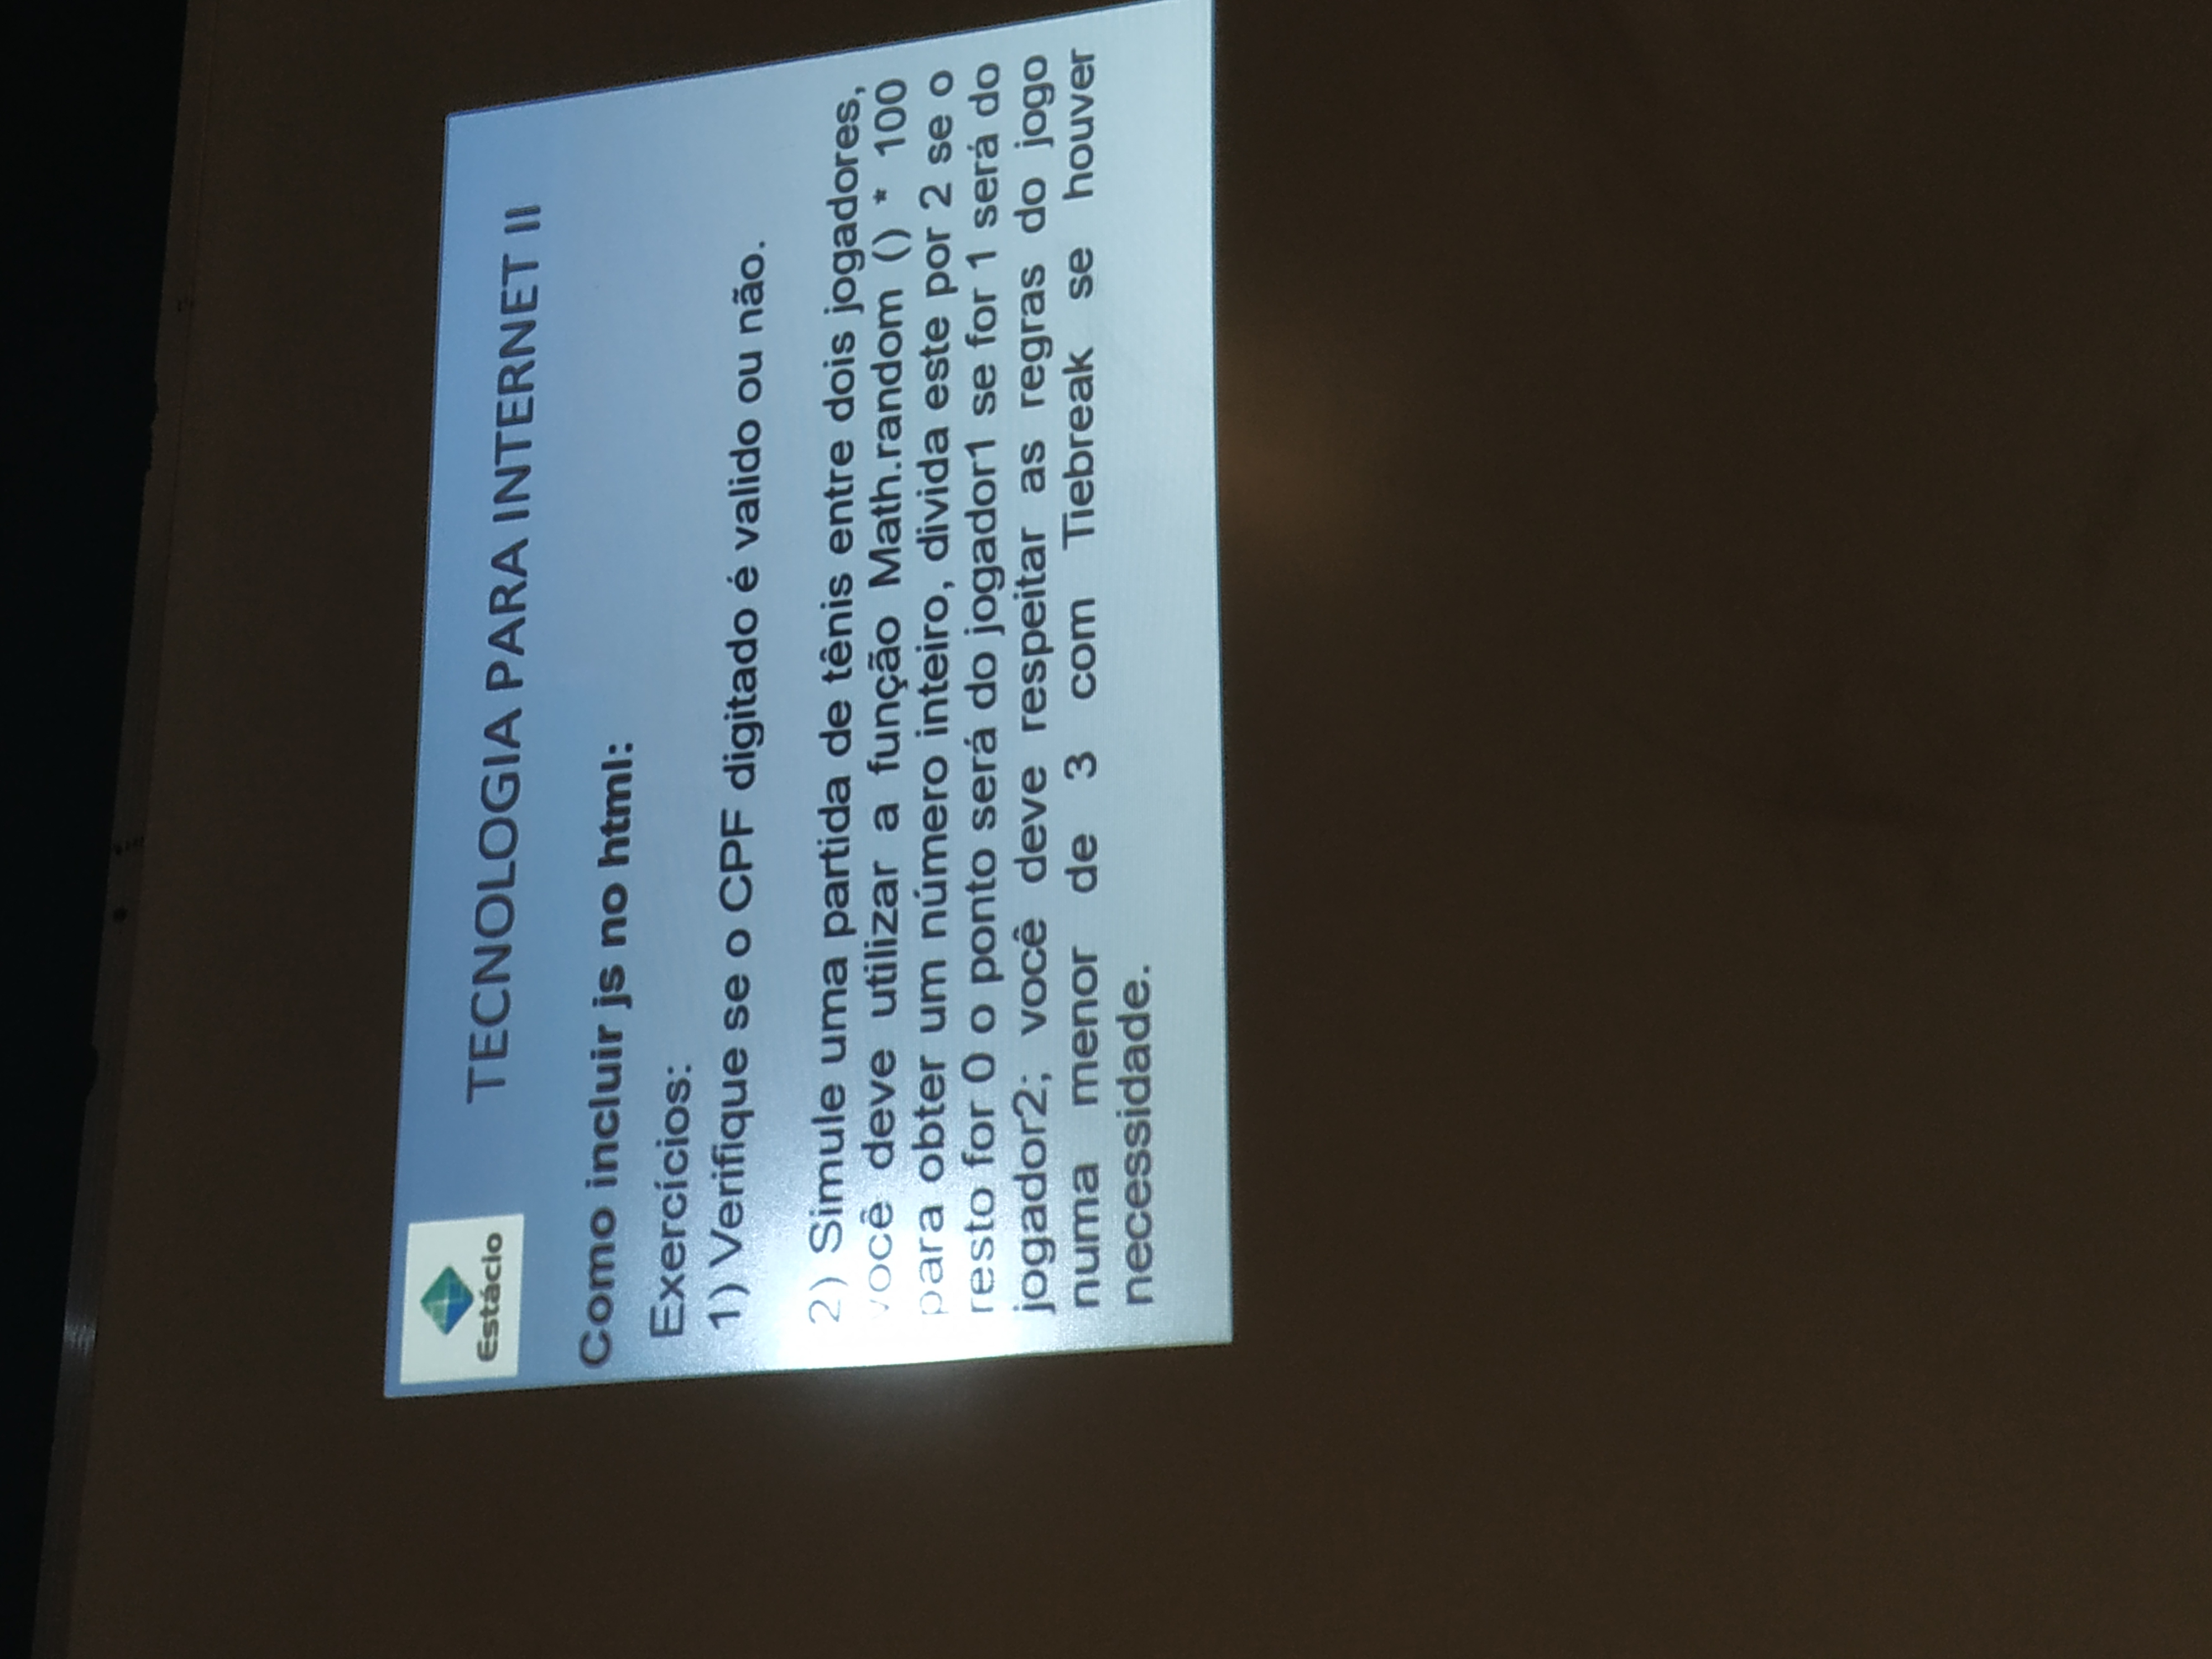 Estácio
TECNOLOGIA PARA INTERNET II
Como incluir js no html:
Exercícios:
1) Verifique se o CPF digitado é valido ou não.
2) Simule uma partida de tênis entre dois jogadores,
você deve utilizar a função Math.random () * 100
para obter um número inteiro, divida este por 2 se o
resto for 0 o ponto será do jogador1 se for 1 será do
jogador2; você deve respeitar as regras do jogo
numa menor de 3 com Tiebreak se houver
necessidade.